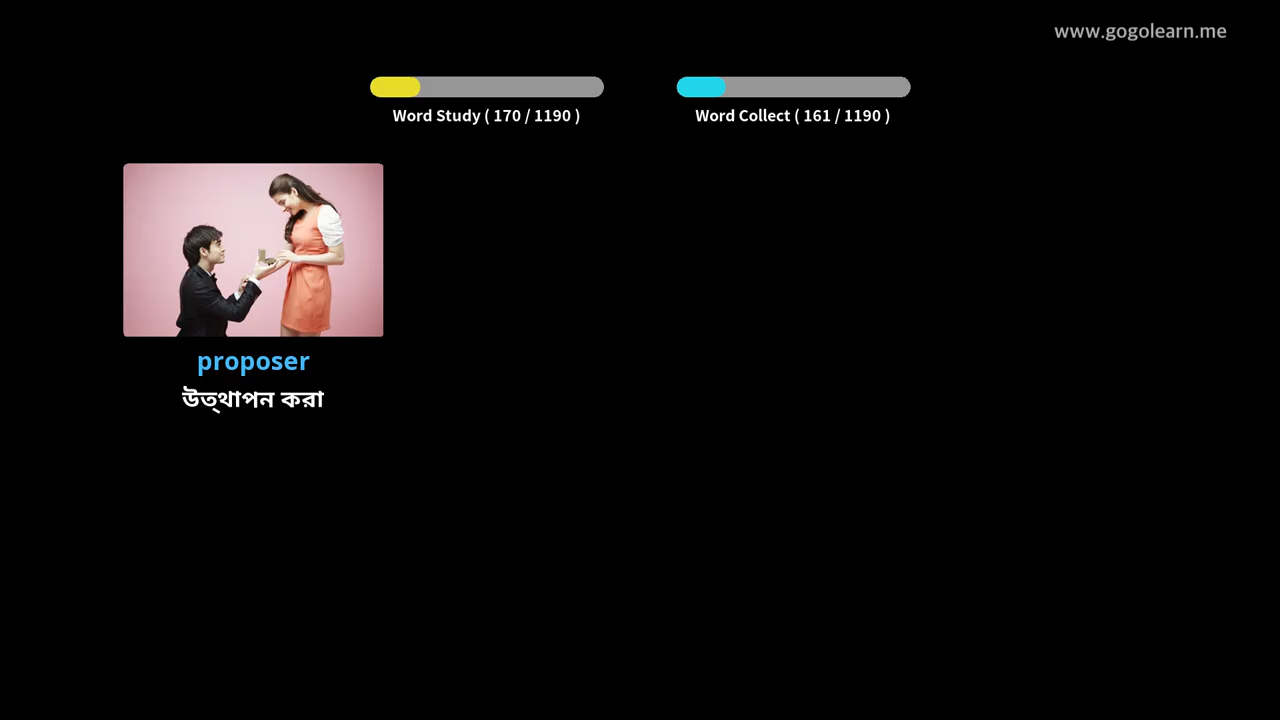 www.gogolearn.me
Word Study ( 170 / 1190 )
Word Collect ( 161 / 1190 )
proposer
উত্থাপন করা